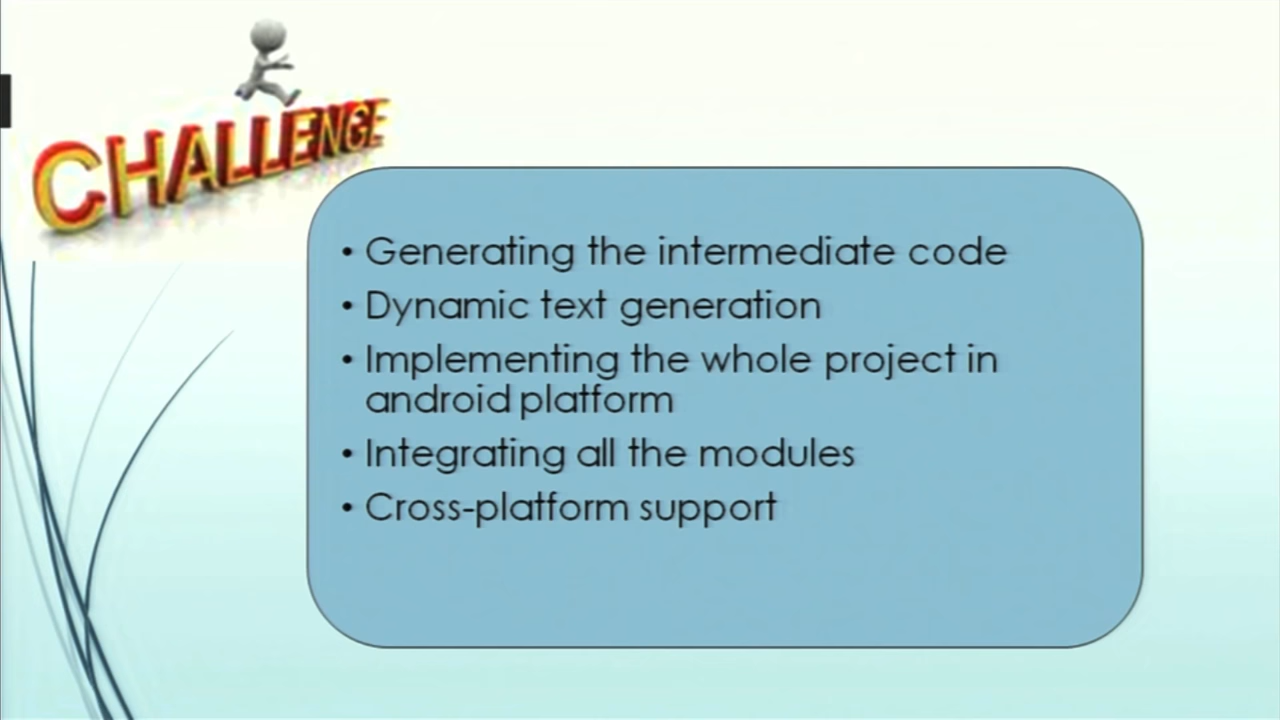 CHALLENGE
• Generating the intermediate code
• Dynamic text generation
• Implementing the whole project in
android platform
• Integrating all the modules
• Cross-platform support